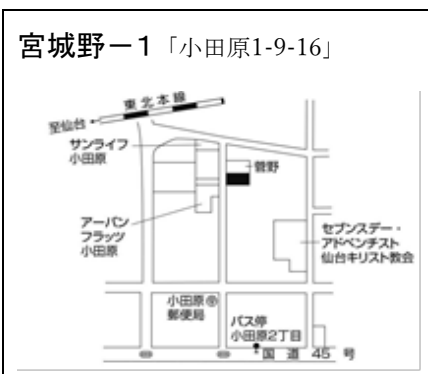 宮城野－1「小田原1-9-16」
東北本線
至仙台
サンライフ
小田原
菅野
アーバン
フラッツ
小田原
セブンスデー・
アドベンチスト
仙台キリスト教会
小田原〒
郵便局
バス停
小田原2丁目
国道45号